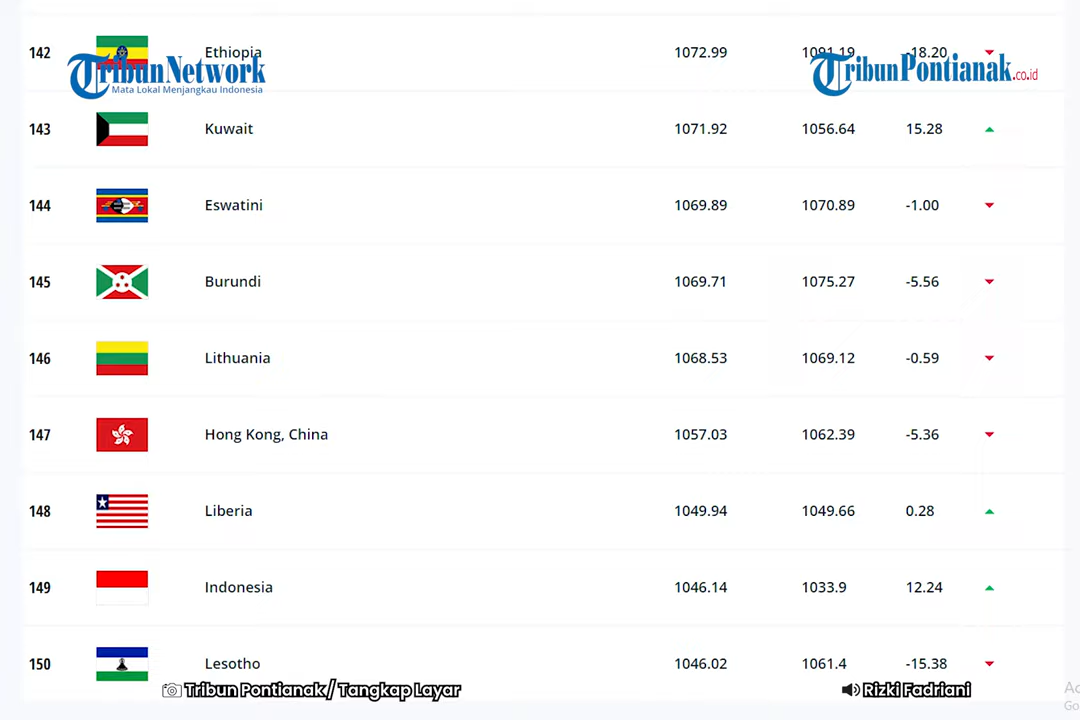 142 Ethiopia 1072.99 1091.19 -18.20
TribunNetwork
Mata Lokal Menjangkau Indonesia
TribunPontianak.co.id
143 Kuwait 1071.92 1056.64 15.28
144 Eswatini 1069.89 1070.89 -1.00
145 Burundi 1069.71 1075.27 -5.56
146 Lithuania 1068.53 1069.12 -0.59
147 Hong Kong, China 1057.03 1062.39 -5.36
148 Liberia 1049.94 1049.66 0.28
149 Indonesia 1046.14 1033.9 12.24
150 Lesotho 1046.02 1061.4 -15.38
Tribun Pontianak/Tangkap Layar
Rizki Fadriani